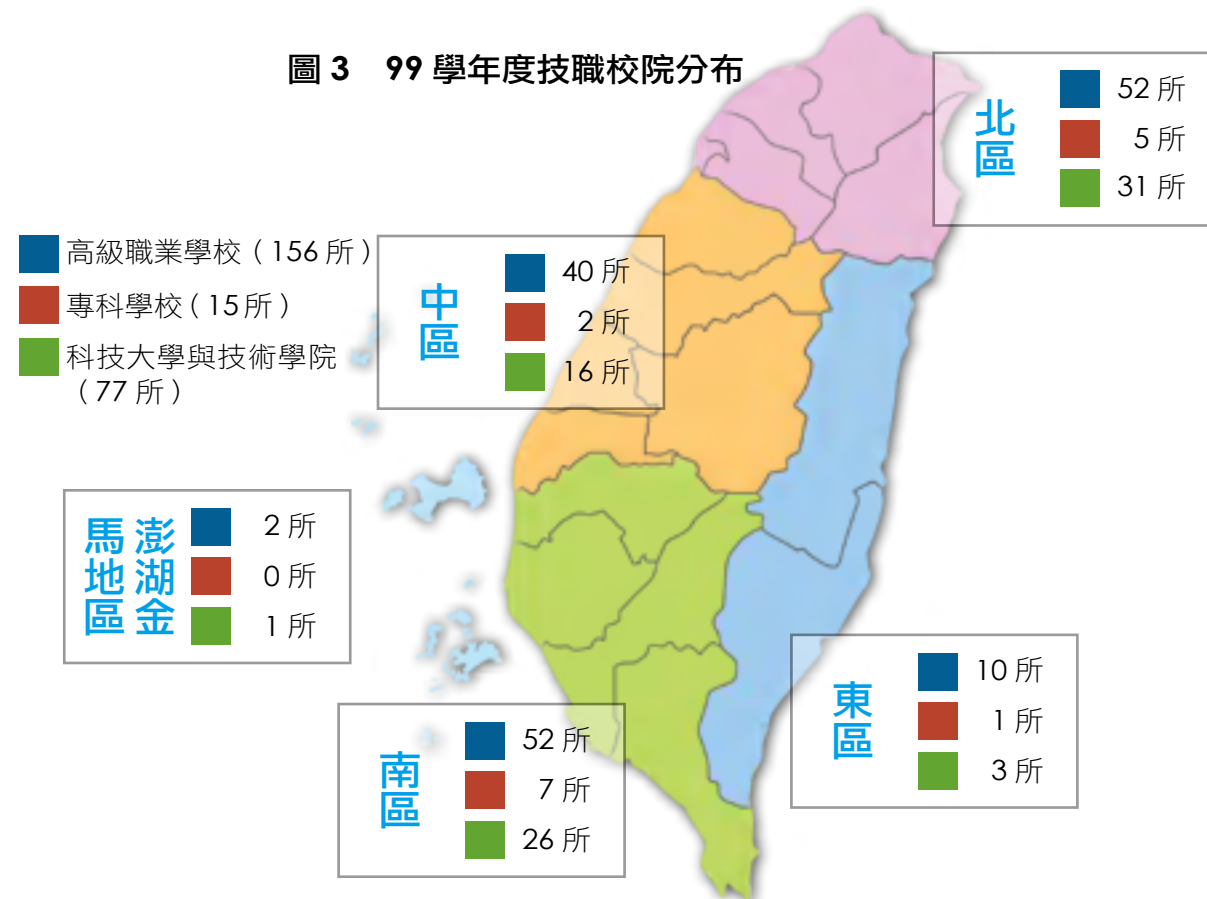 圖 3 99 學年度技職校院分布
高級職業學校（156 所）
專科學校（15 所）
科技大學與技術學院
（77 所）
北區
52 所
5 所
31 所
中區
40 所
2 所
16 所
澎湖金
馬地區
2 所
0 所
1 所
南區
52 所
7 所
26 所
東區
10 所
1 所
3 所